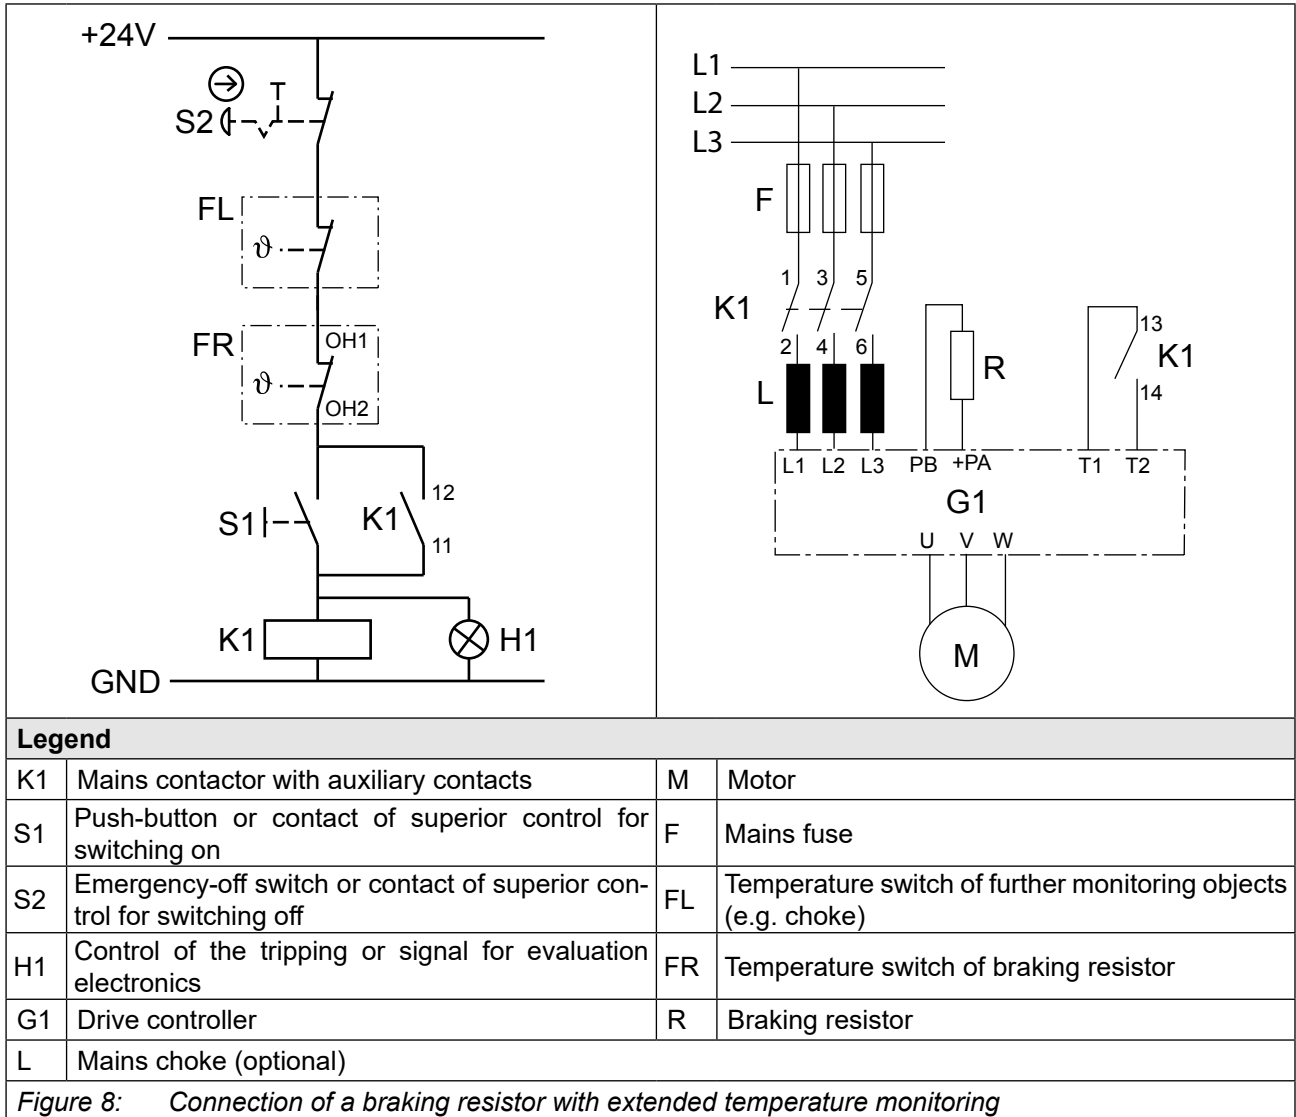 +24V
S2
FL
ϑ
FR
OH1
ϑ
OH2
S1
K1
12
11
K1
H1
GND
L1
L2
L3
F
1 3 5
K1
2 4 6
L
R
13
K1
14
L1 L2 L3 PB +PA T1 T2
G1
U V W
M
Legend
K1 Mains contactor with auxiliary contacts M Motor
S1 Push-button or contact of superior control for
switching on
F Mains fuse
S2 Emergency-off switch or contact of superior con-
trol for switching off
FL Temperature switch of further monitoring objects
(e.g. choke)
H1 Control of the tripping or signal for evaluation
electronics
FR Temperature switch of braking resistor
G1 Drive controller R Braking resistor
L Mains choke (optional)
Figure 8: Connection of a braking resistor with extended temperature monitoring